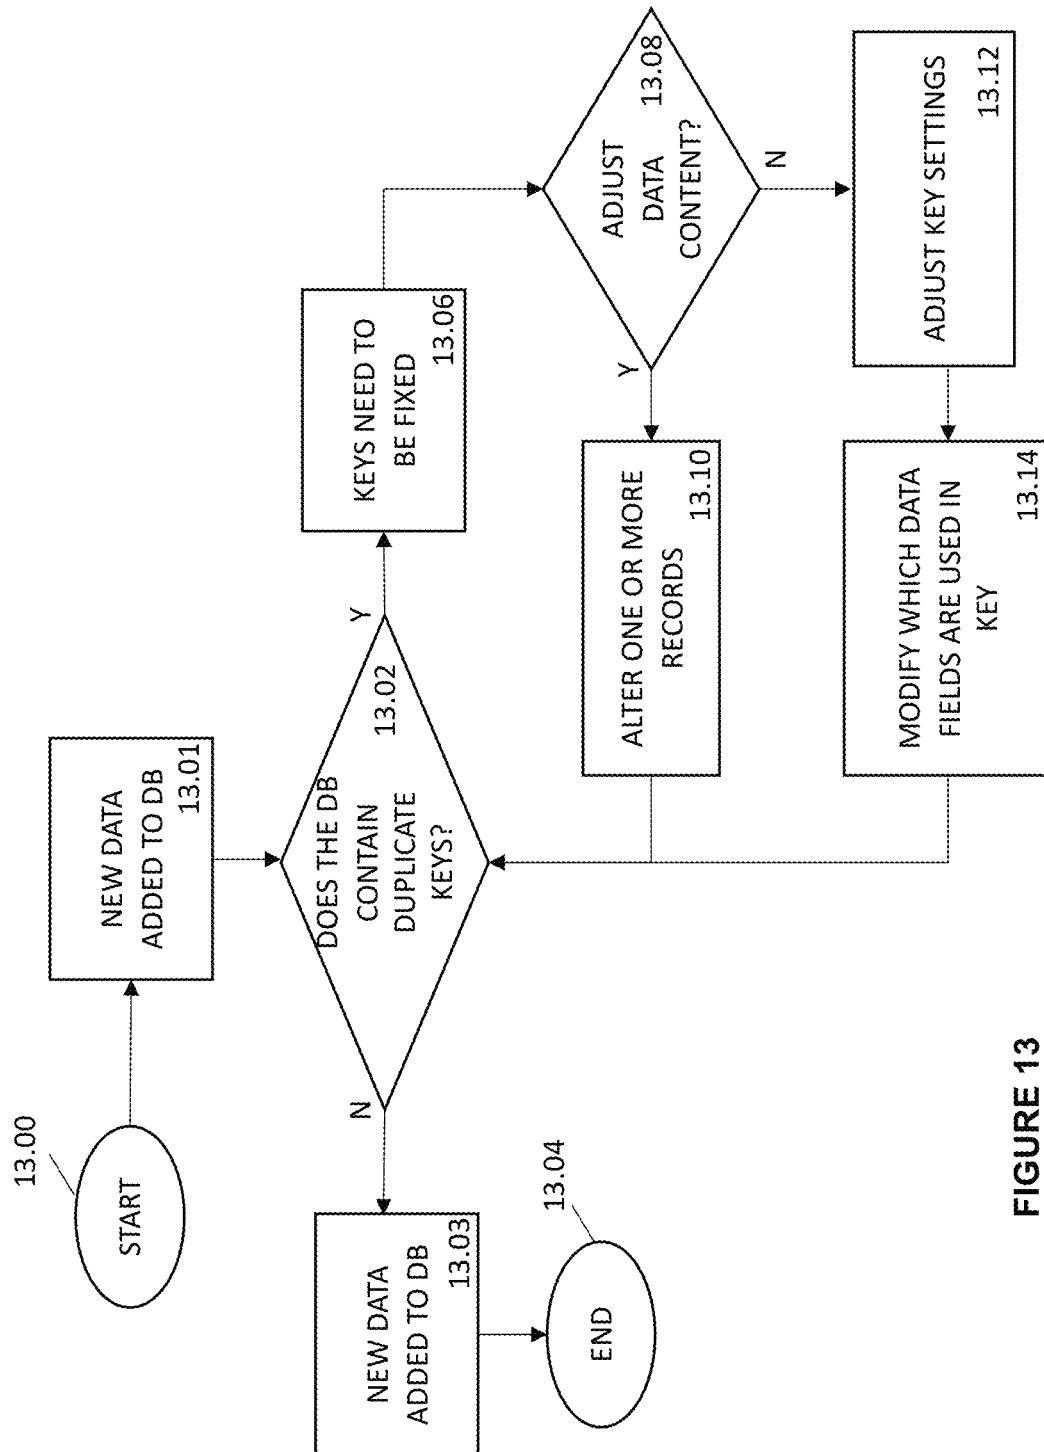 13.00
START
NEW DATA
ADDED TO DB
13.01
DOES THE DB
CONTAIN
DUPLICATE
KEYS?
13.02
N
Y
NEW DATA
ADDED TO DB
13.03
13.04
END
KEYS NEED TO
BE FIXED
13.06
ADJUST
DATA
CONTENT?
13.08
Y
N
ALTER ONE OR MORE
RECORDS
13.10
ADJUST KEY SETTINGS
13.12
MODIFY WHICH DATA
FIELDS ARE USED IN
KEY
13.14
FIGURE 13